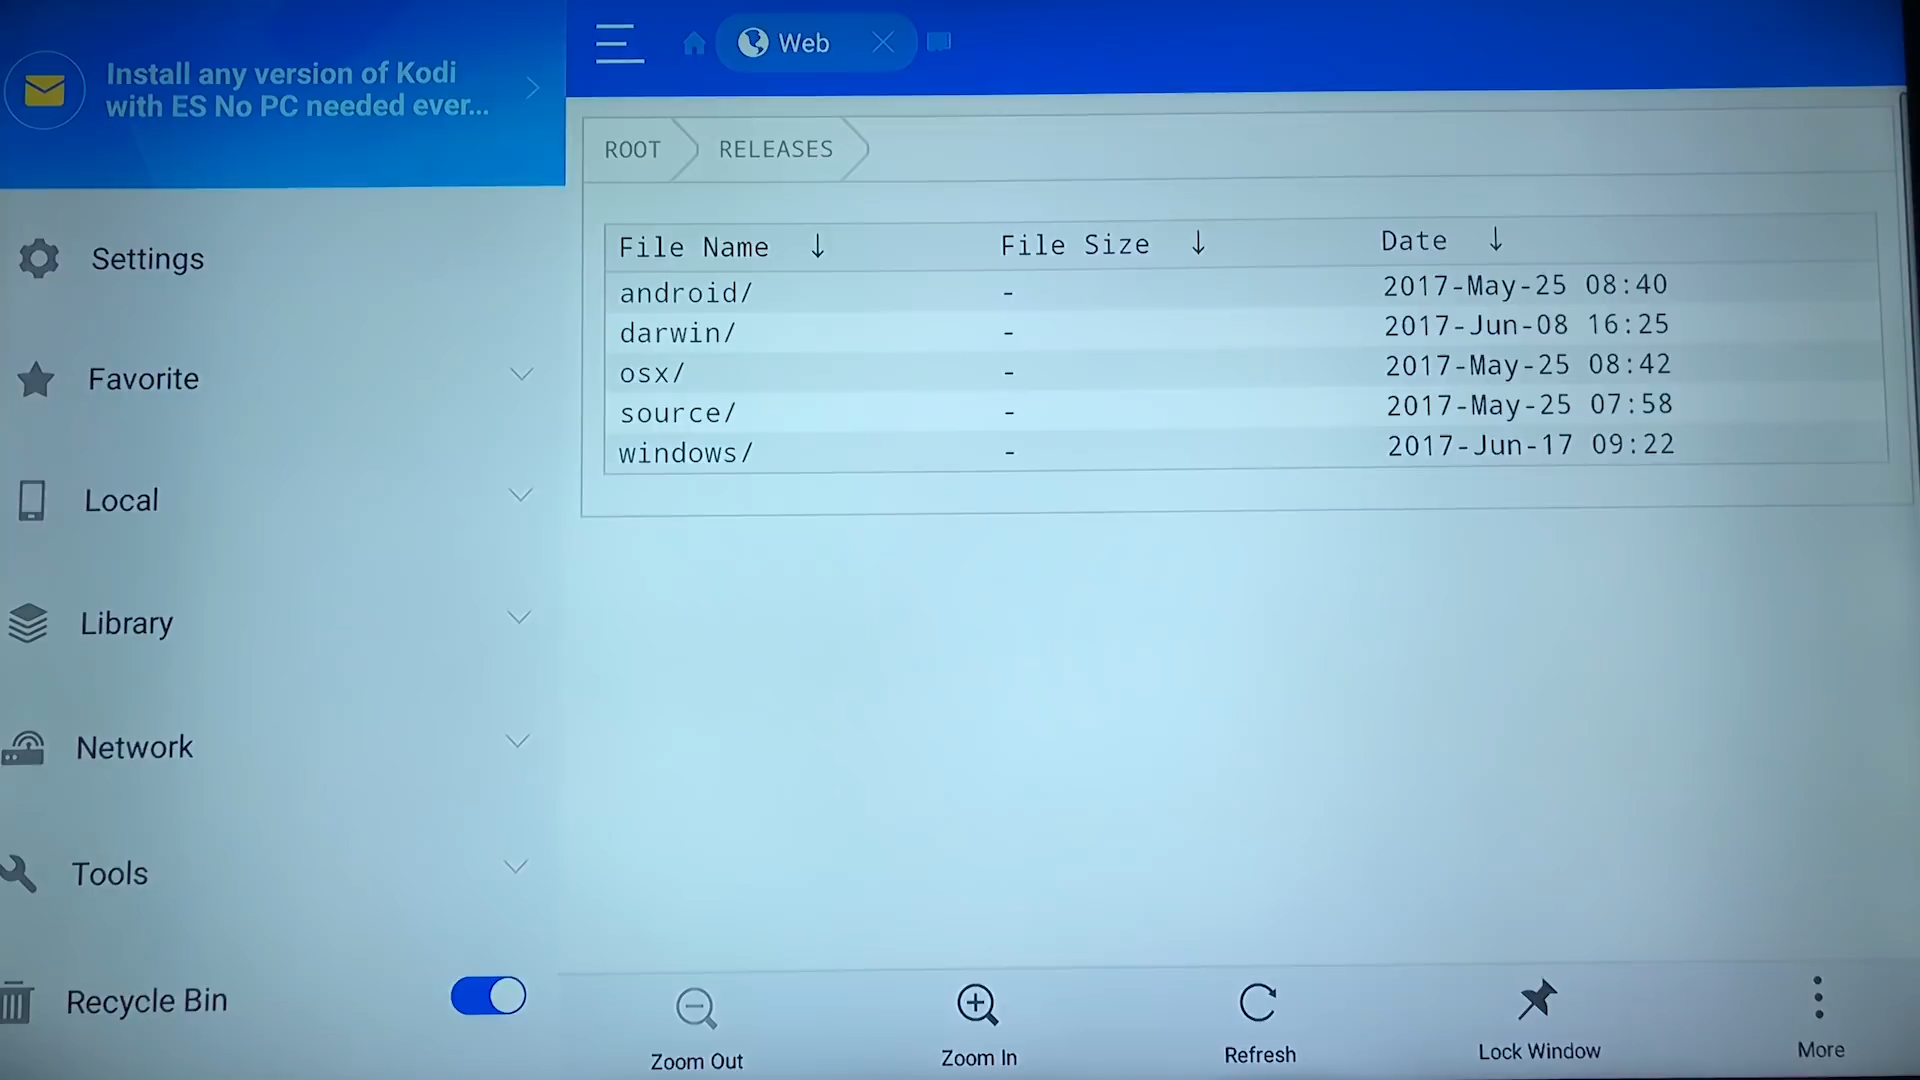 Install any version of Kodi
with ES No PC needed ever...
Settings
Favorite
Local
Library
Network
Tools
Recycle Bin
Web
ROOT RELEASES
File Name ↓ File Size ↓ Date ↓
android/ - 2017-May-25 08:40
darwin/ - 2017-Jun-08 16:25
osx/ - 2017-May-25 08:42
source/ - 2017-May-25 07:58
windows/ - 2017-Jun-17 09:22
Zoom Out Zoom In Refresh Lock Window More